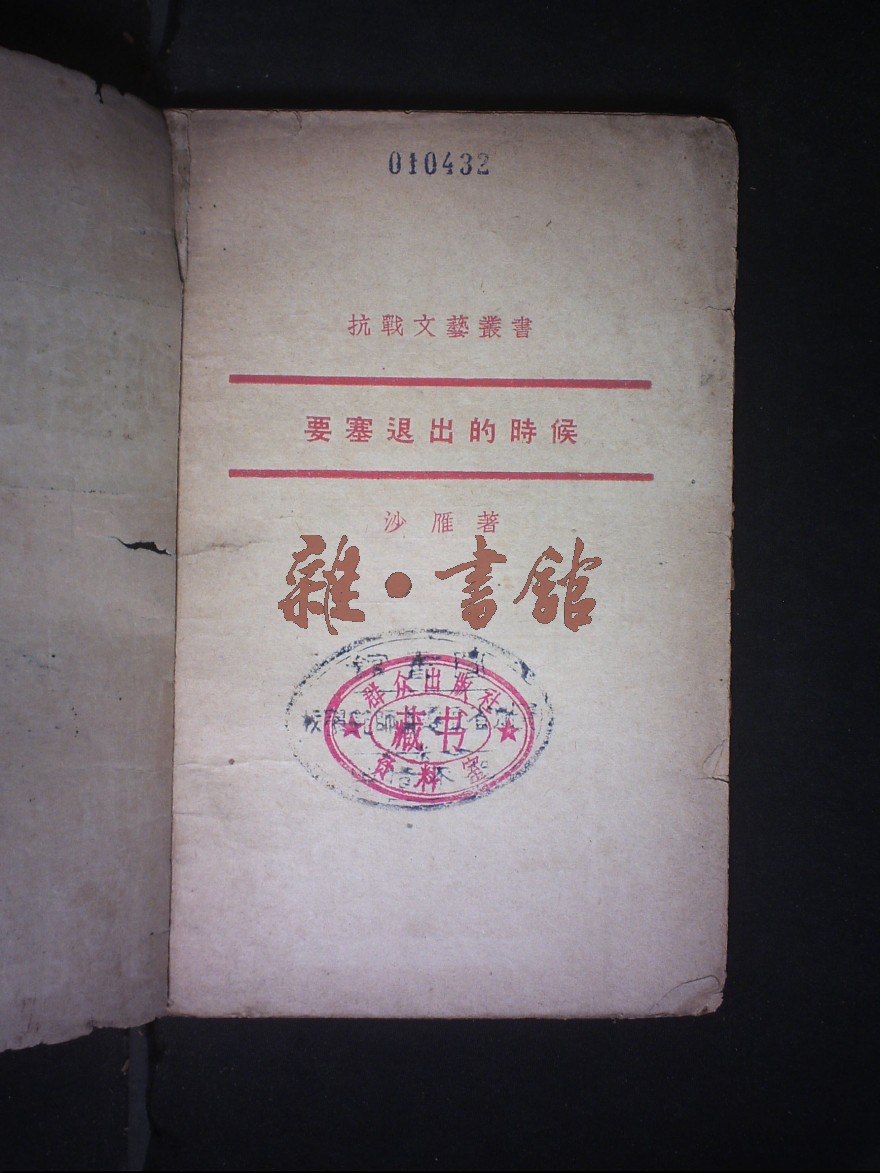 010432
抗戰文藝叢書
要塞退出的時候
沙雁著
雜·書館
群众出版社
藏书
资料室